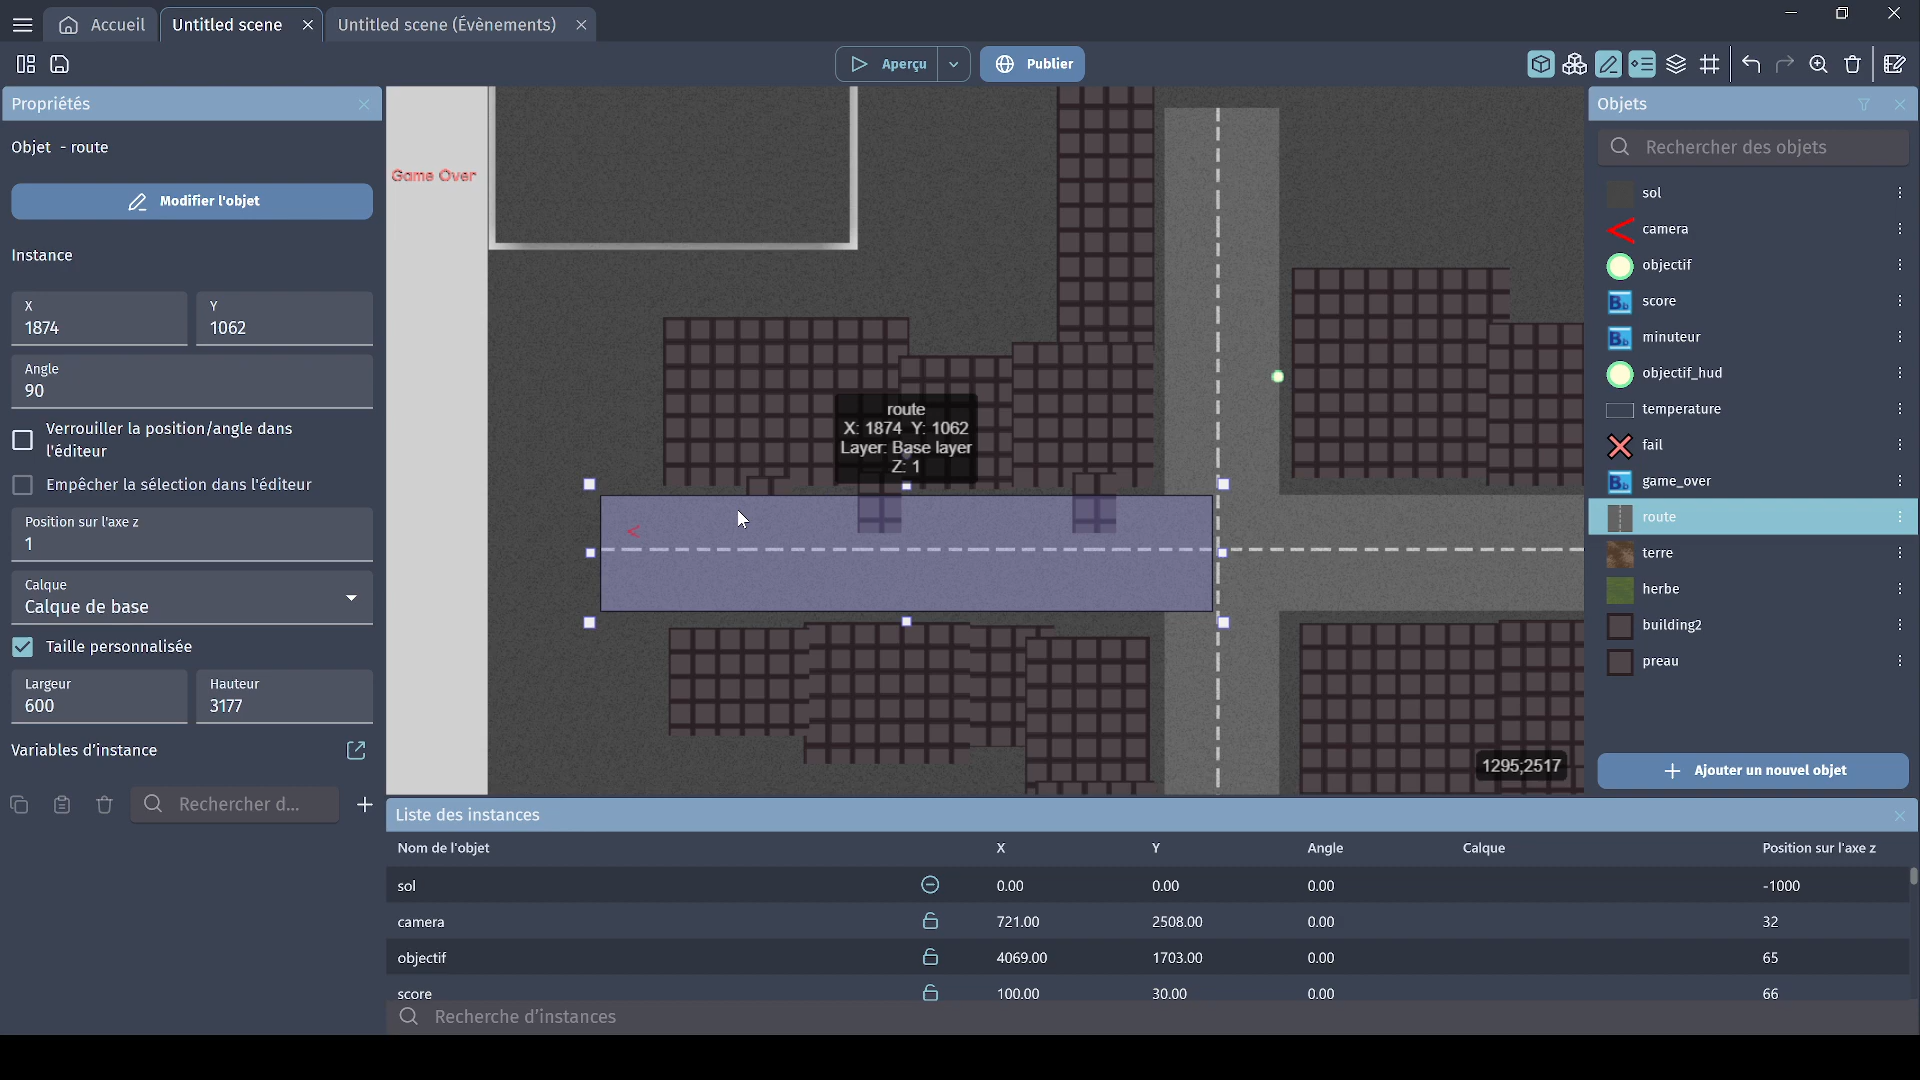 Accueil
Untitled scene
Untitled scene (Évènements)
Aperçu
Publier
Propriétés
Objet - route
Modifier l'objet
Instance
X
1874
Y
1062
Angle
90
Verrouiller la position/angle dans
l'éditeur
Empêcher la sélection dans l'éditeur
Position sur l'axe z
1
Calque
Calque de base
Taille personnalisée
Largeur
600
Hauteur
3177
Variables d’instance
Rechercher d...
Game Over
route
X: 1874 Y: 1062
Layer: Base layer
Z: 1
1295;2517
Objets
Rechercher des objets
sol
camera
objectif
score
minuteur
objectif_hud
temperature
fail
game_over
route
terre
herbe
building2
preau
Ajouter un nouvel objet
Liste des instances
Nom de l'objet X Y Angle Calque Position sur l'axe z
sol 0.00 0.00 0.00 -1000
camera 721.00 2508.00 0.00 32
objectif 4069.00 1703.00 0.00 65
score 100.00 30.00 0.00 66
Recherche d’instances